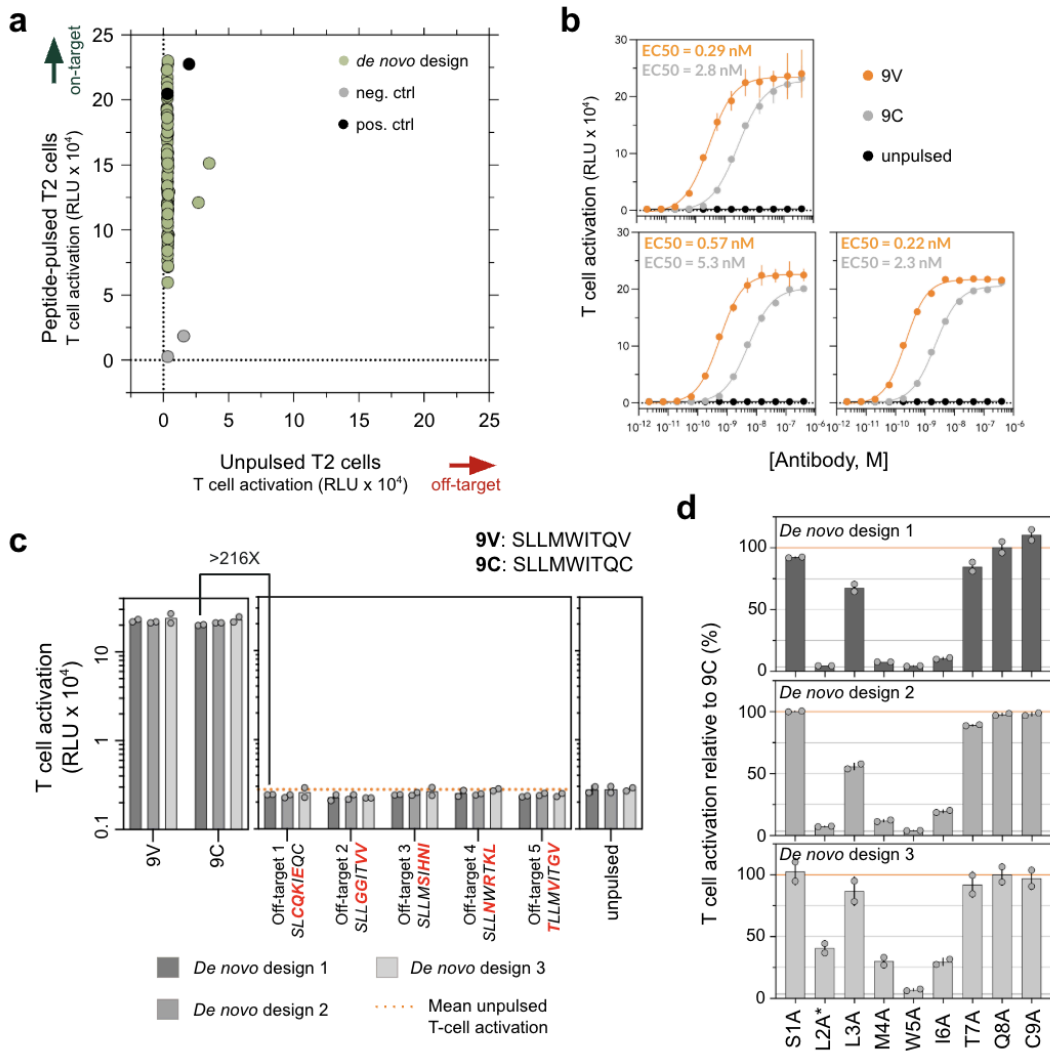 a
on-target
Peptide-pulsed T2 cells
T cell activation (RLU x 10⁴)
25
20
15
10
5
0
de novo design
neg. ctrl
pos. ctrl
0
5
10
15
20
25
Unpulsed T2 cells
T cell activation (RLU x 10⁴)
off-target
b
T cell activation (RLU x 10⁴)
30
20
10
0
EC50 = 0.29 nM
EC50 = 2.8 nM
9V
9C
unpulsed
30
20
10
0
EC50 = 0.57 nM
EC50 = 5.3 nM
EC50 = 0.22 nM
EC50 = 2.3 nM
10⁻¹² 10⁻¹¹ 10⁻¹⁰ 10⁻⁹ 10⁻⁸ 10⁻⁷ 10⁻⁶
10⁻¹² 10⁻¹¹ 10⁻¹⁰ 10⁻⁹ 10⁻⁸ 10⁻⁷ 10⁻⁶
[Antibody, M]
c
9V: SLLMWITQV
9C: SLLMWITQC
>216X
T cell activation
(RLU x 10⁴)
10
1
0.1
9V
9C
Off-target 1
SLCQKIEQC
Off-target 2
SLLGGITVV
Off-target 3
SLLMSIHNI
Off-target 4
SLLNWRTKL
Off-target 5
TLLMVITGV
unpulsed
De novo design 1
De novo design 2
De novo design 3
Mean unpulsed
T-cell activation
d
T cell activation relative to 9C (%)
De novo design 1
100
50
0
De novo design 2
100
50
0
De novo design 3
100
50
0
S1A
L2A*
L3A
M4A
W5A
I6A
T7A
Q8A
C9A